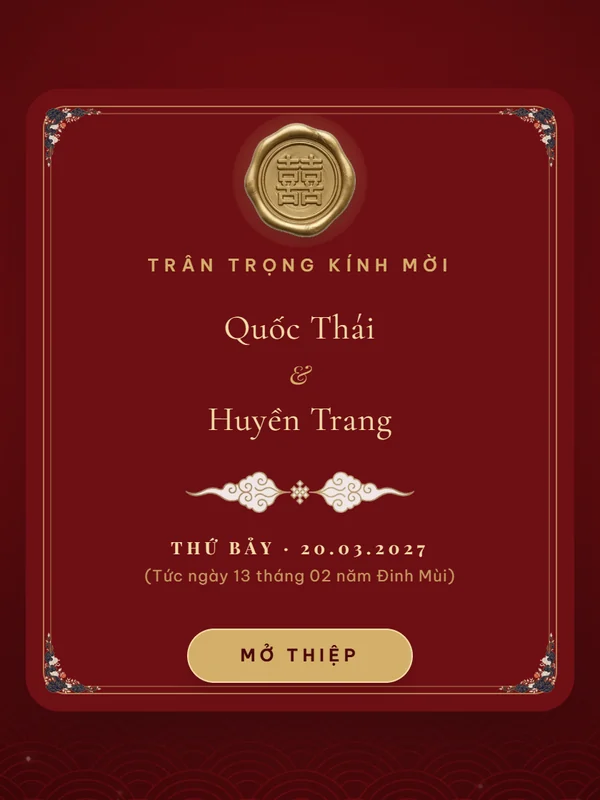 囍
TRÂN TRỌNG KÍNH MỜI
Quốc Thái
&
Huyền Trang
THỨ BẢY · 20.03.2027
(Tức ngày 13 tháng 02 năm Đinh Mùi)
MỞ THIỆP